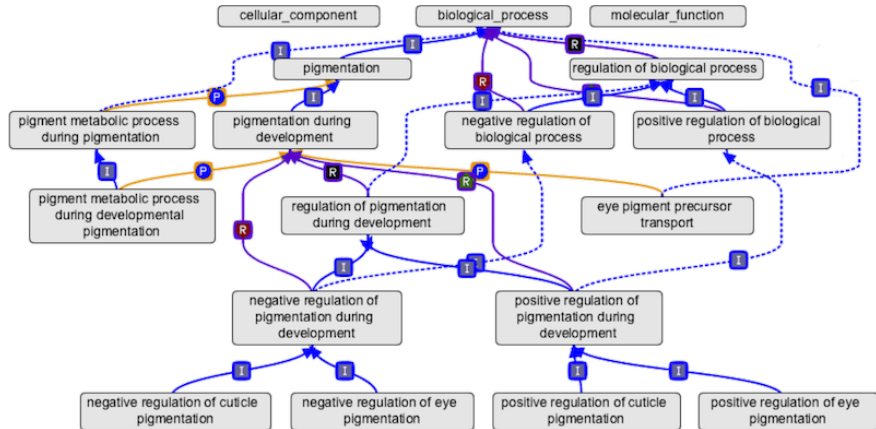 cellular_component
biological_process
molecular_function
I
I
R
pigmentation
regulation of biological process
R
I
P
I
I
I
I
pigment metabolic process
during pigmentation
pigmentation during
development
negative regulation of
biological process
positive regulation of biological
process
I
P
R
P
R
pigment metabolic process
during developmental
pigmentation
regulation of pigmentation
during development
eye pigment precursor
transport
R
I
I
I
I
negative regulation of
pigmentation during
development
positive regulation of
pigmentation during
development
I
I
I
I
negative regulation of cuticle
pigmentation
negative regulation of eye
pigmentation
positive regulation of cuticle
pigmentation
positive regulation of eye
pigmentation